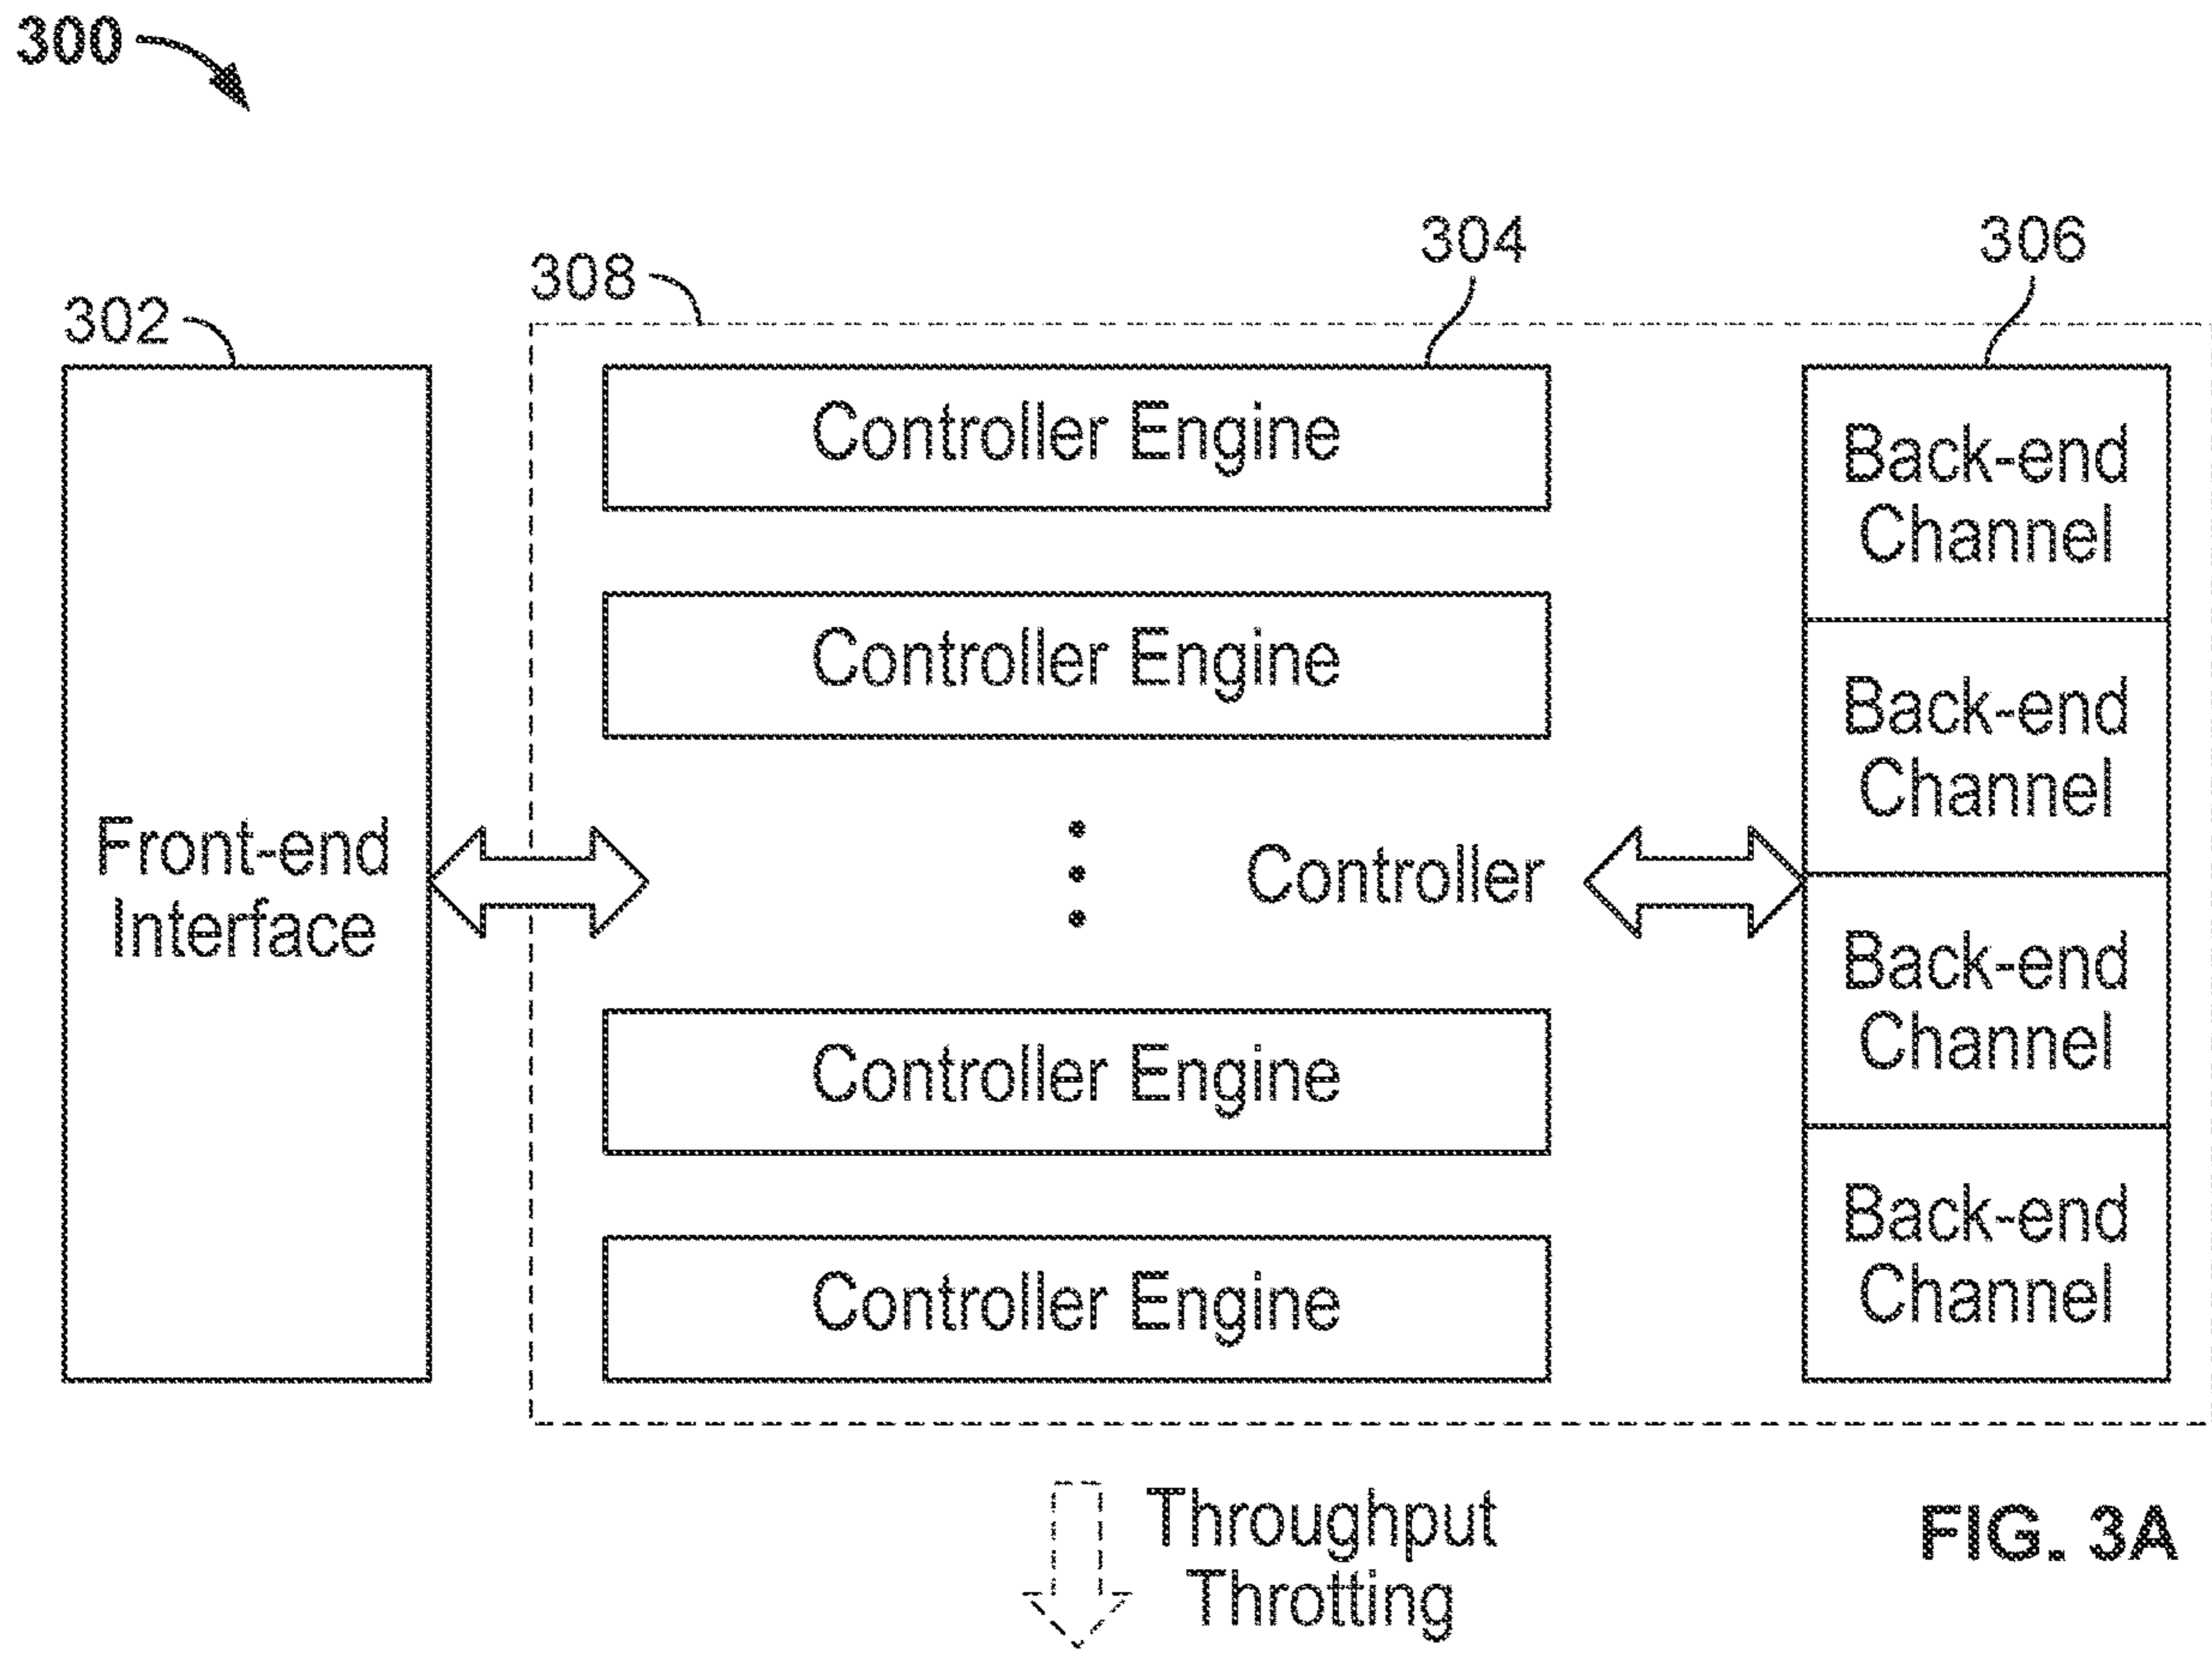 300
304
306
308
302
Controller Engine
Back-end
Channel
Controller Engine
Back-end
Channel
Front-end
Interface
Controller
Controller Engine
Back-end
Channel
Controller Engine
Back-end
Channel
Throughput
Throtting
FIG. 3A